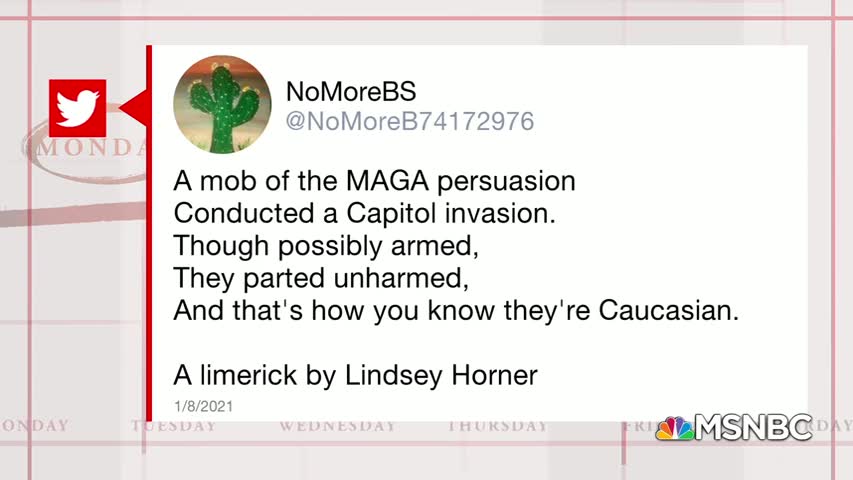 NoMoreBS
@NoMoreB74172976
MONDA
A mob of the MAGA persuasion
Conducted a Capitol invasion.
Though possibly armed,
They parted unharmed,
And that's how you know they're Caucasian.
A limerick by Lindsey Horner
1/8/2021
ONDAY TUESDAY WEDNESDAY THURSDAY FRI RDAY
MSNBC